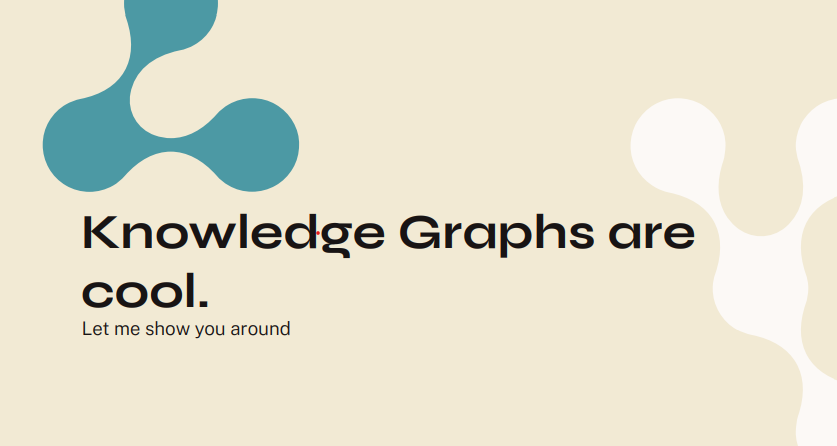 Knowledge Graphs are
cool.
Let me show you around